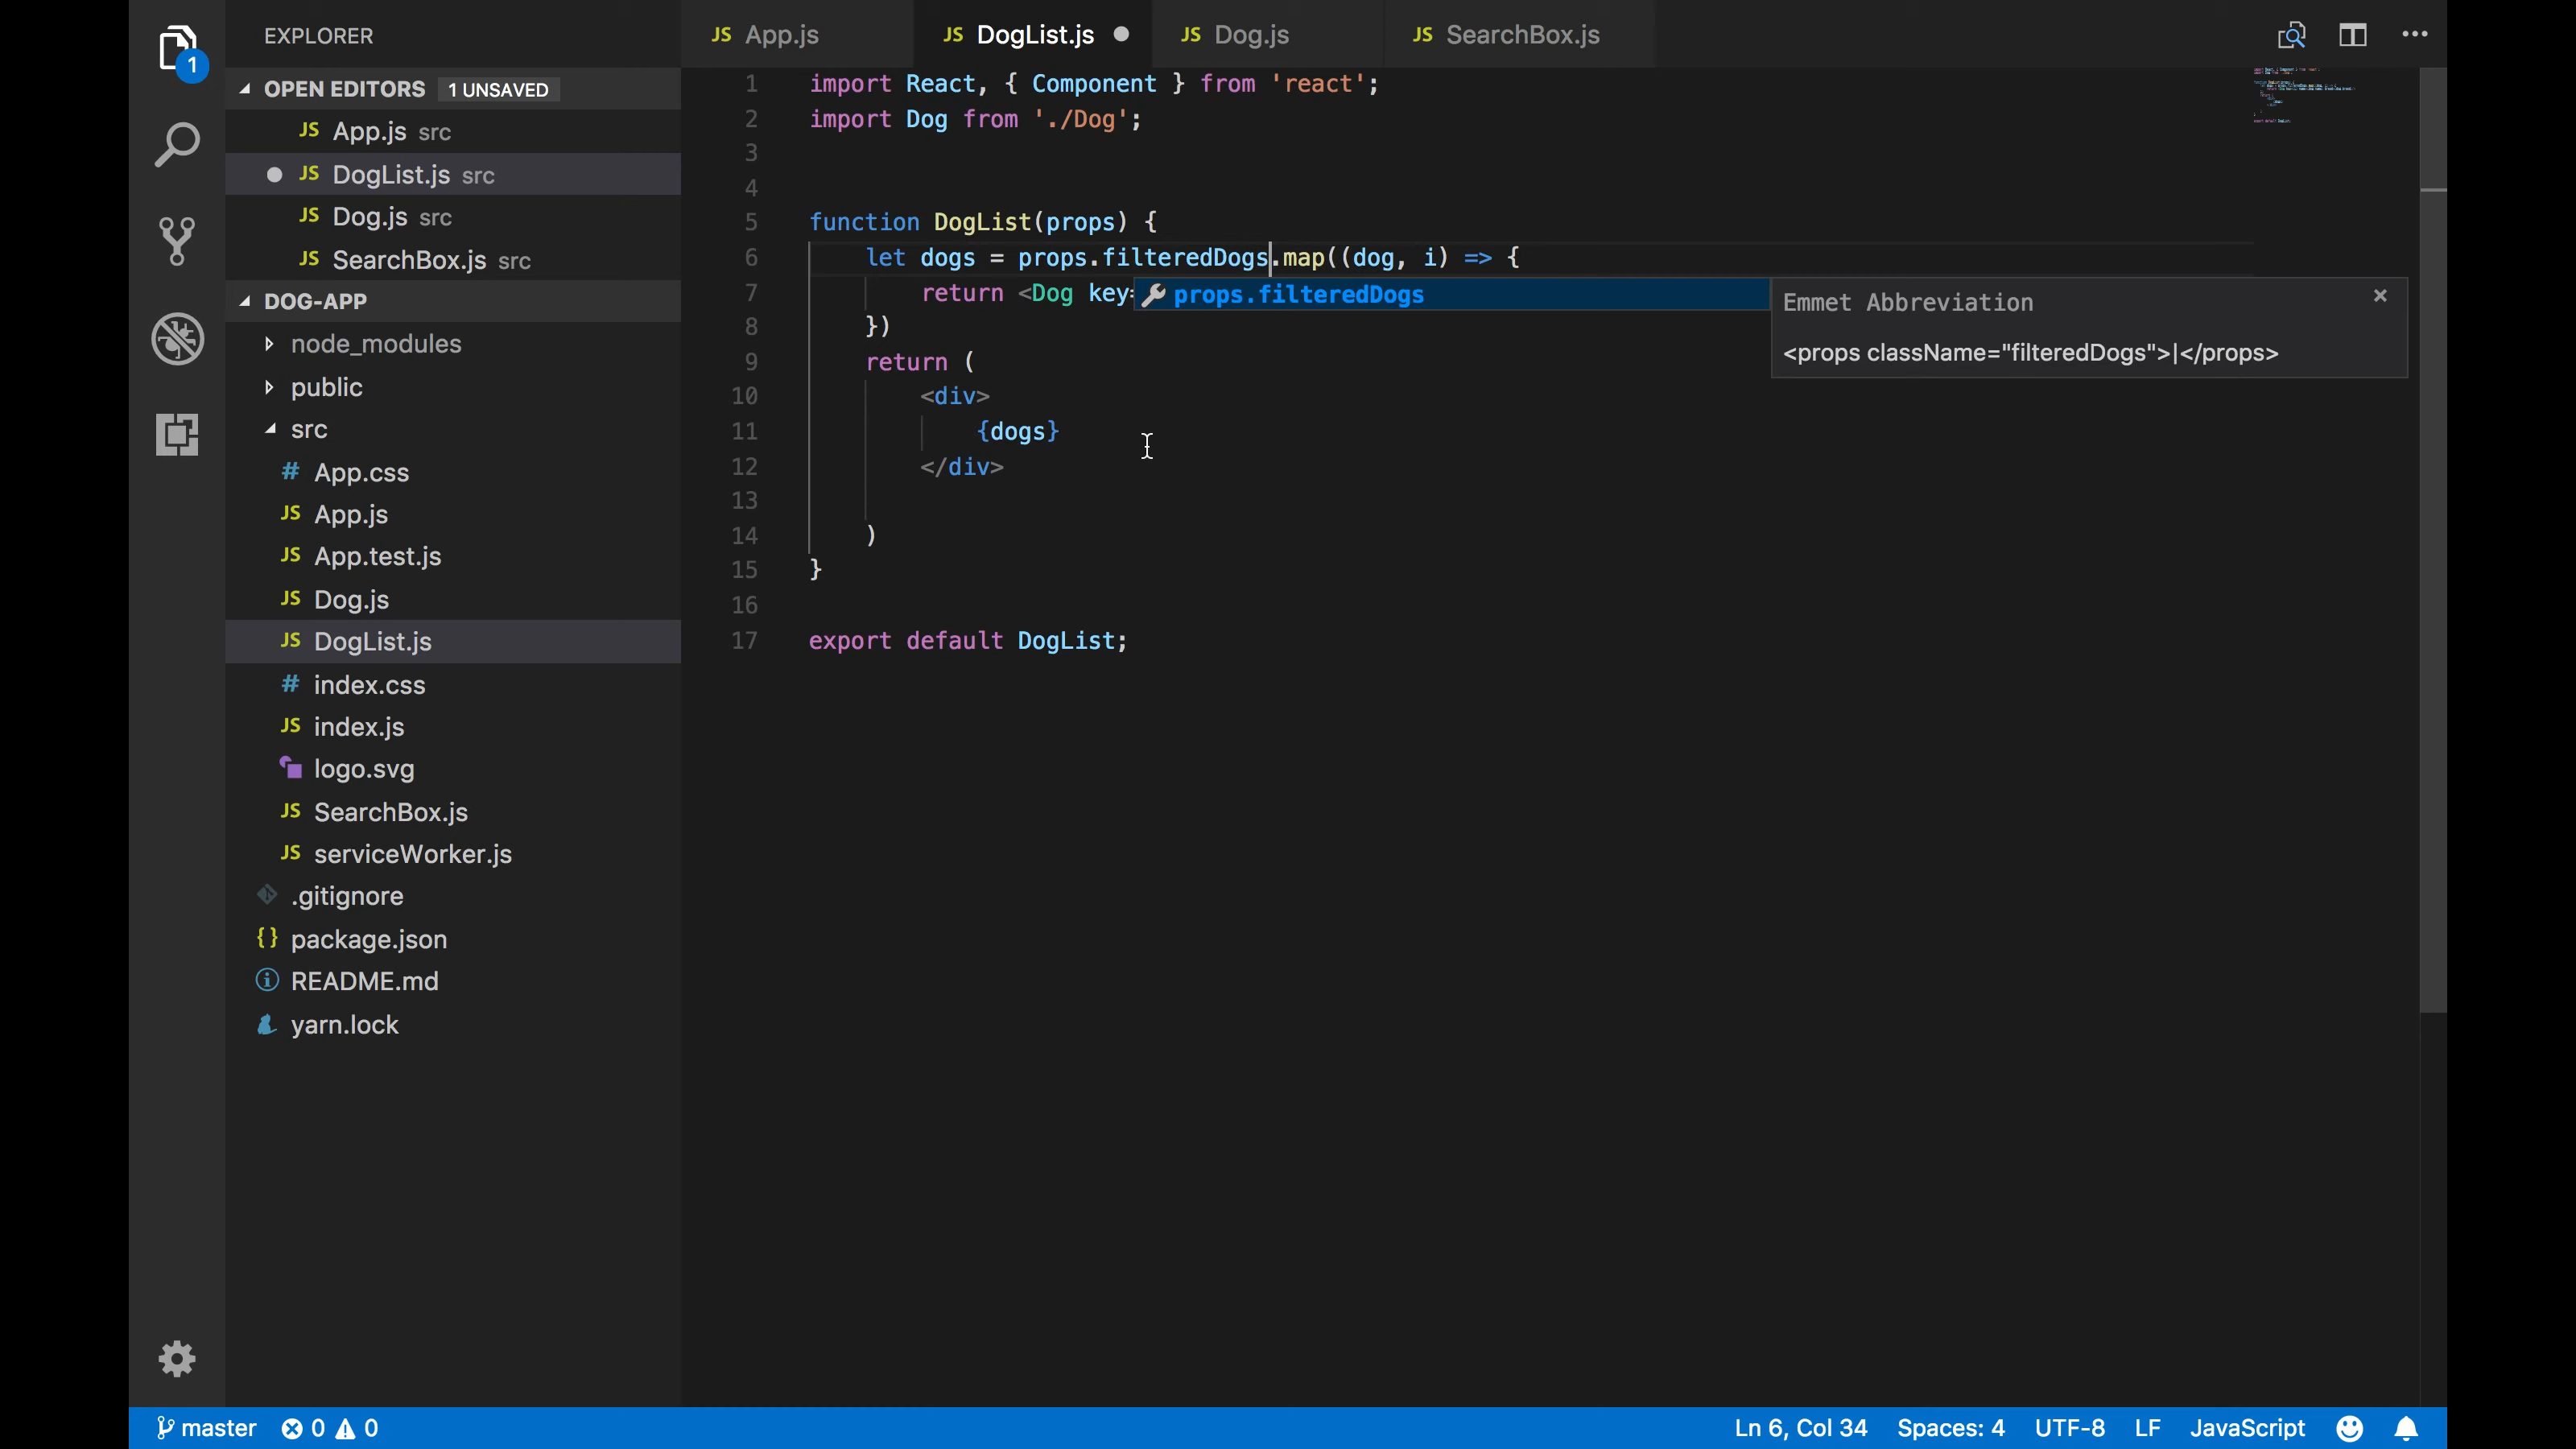 EXPLORER
1
OPEN EDITORS 1 UNSAVED
JS App.js src
JS DogList.js src
JS Dog.js src
JS SearchBox.js src
DOG-APP
node_modules
public
src
# App.css
JS App.js
JS App.test.js
JS Dog.js
JS DogList.js
# index.css
JS index.js
logo.svg
JS SearchBox.js
JS serviceWorker.js
.gitignore
{} package.json
README.md
yarn.lock
JS App.js JS DogList.js JS Dog.js JS SearchBox.js
1 import React, { Component } from 'react';
2 import Dog from './Dog';
3
4
5 function DogList(props) {
6 let dogs = props.filteredDogs.map((dog, i) => {
7 return <Dog key=
props.filteredDogs
Emmet Abbreviation
<props className="filteredDogs">|</props>
8 })
9 return (
10 <div>
11 {dogs}
12 </div>
13
14 )
15 }
16
17 export default DogList;
master 0 0 Ln 6, Col 34 Spaces: 4 UTF-8 LF JavaScript